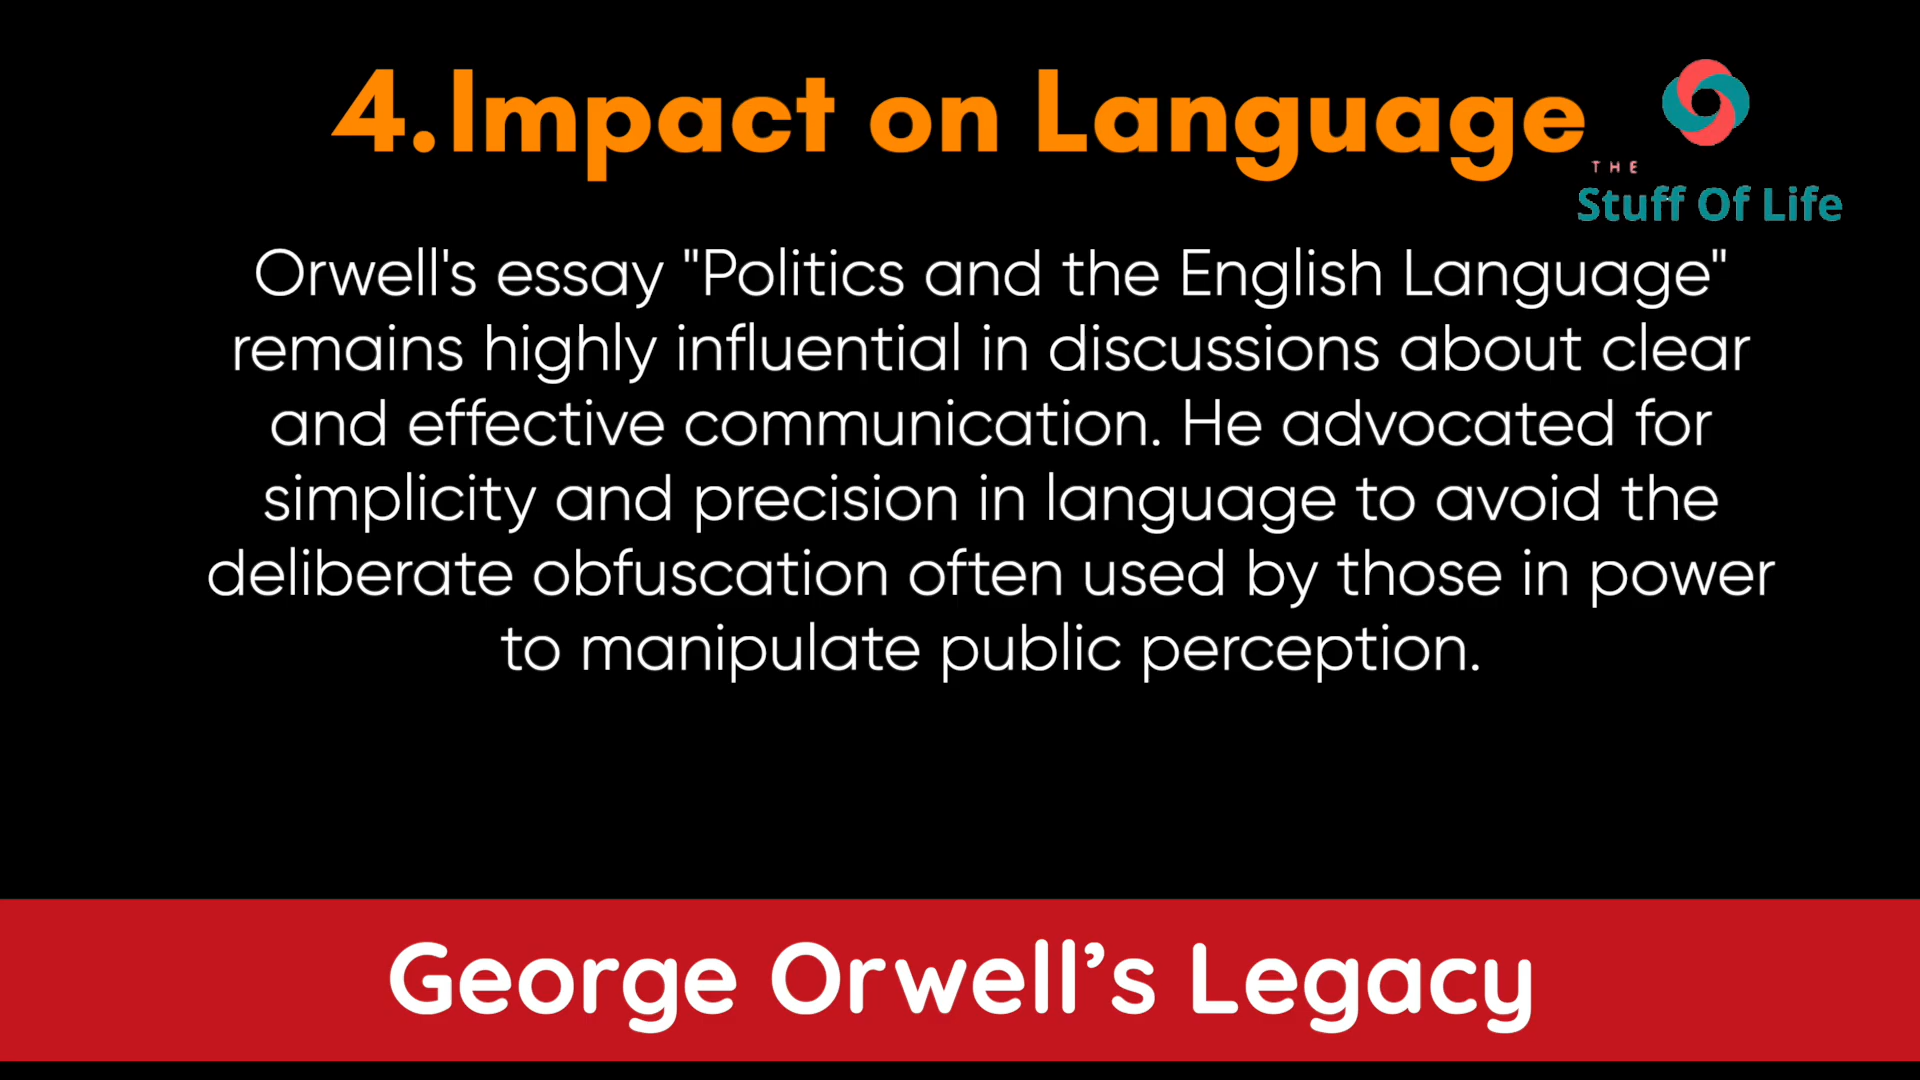 4.Impact on Language
THE
Stuff Of Life
Orwell's essay "Politics and the English Language"
remains highly influential in discussions about clear
and effective communication. He advocated for
simplicity and precision in language to avoid the
deliberate obfuscation often used by those in power
to manipulate public perception.
George Orwell’s Legacy